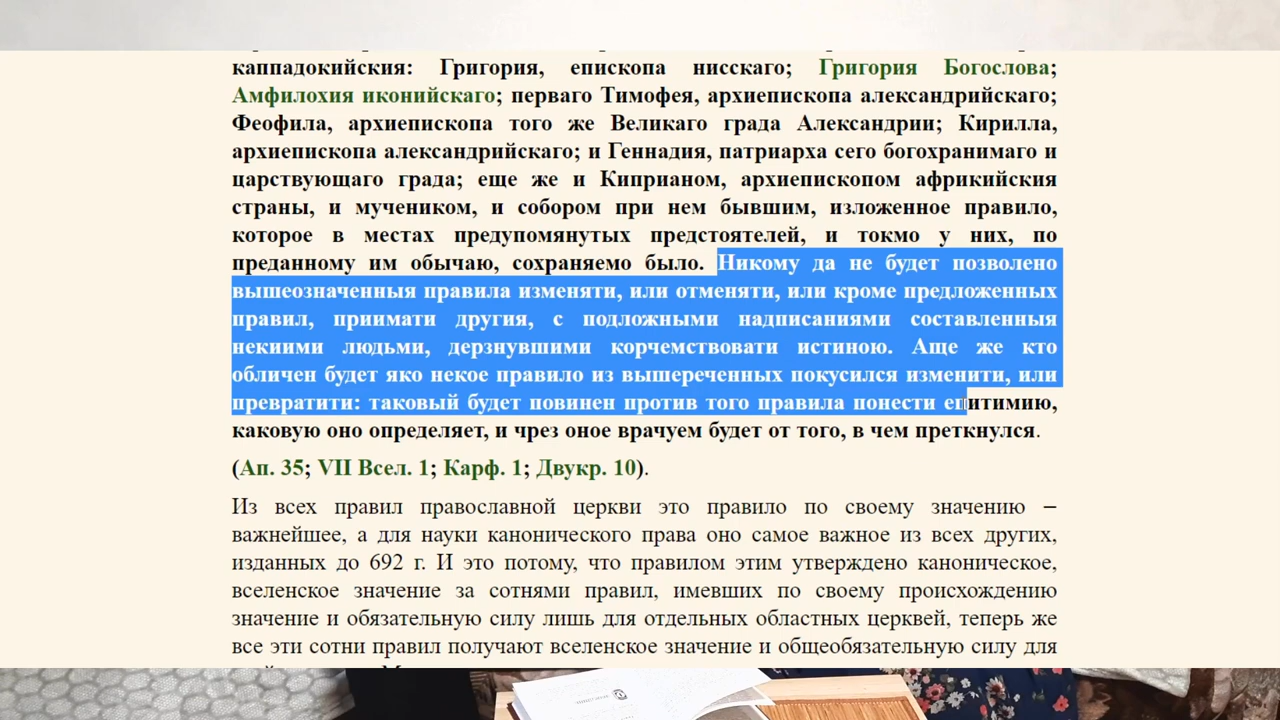 каппадокийския: Григория, епископа нисскаго; Григория Богослова;
Амфилохия иконийскаго; перваго Тимофея, архиепископа александрийскаго;
Феофила, архиепископа того же Великаго града Александрии; Кирилла,
архиепископа александрийскаго; и Геннадия, патриарха сего богохранимаго и
царствующаго града; еще же и Киприаном, архиепископом африкийския
страны, и мучеником, и собором при нем бывшим, изложенное правило,
которое в местах предупомянутых предстоятелей, и токмо у них, по
преданному им обычаю, сохраняемо было. Никому да не будет позволено
вышеозначенныя правила изменяти, или отменяти, или кроме предложенных
правил, приимати другия, с подложными надписаниями составленныя
некиими людьми, дерзнувшими корчемствовати истиною. Аще же кто
обличен будет яко некое правило из вышереченных покусился изменити, или
превратити: таковый будет повинен против того правила понести епитимию,
каковую оно определяет, и чрез оное врачуем будет от того, в чем преткнулся.
(Ап. 35; VII Всел. 1; Карф. 1; Двукр. 10).
Из всех правил православной церкви это правило по своему значению −
важнейшее, а для науки канонического права оно самое важное из всех других,
изданных до 692 г. И это потому, что правилом этим утверждено каноническое,
вселенское значение за сотнями правил, имевших по своему происхождению
значение и обязательную силу лишь для отдельных областных церквей, теперь же
все эти сотни правил получают вселенское значение и общеобязательную силу для